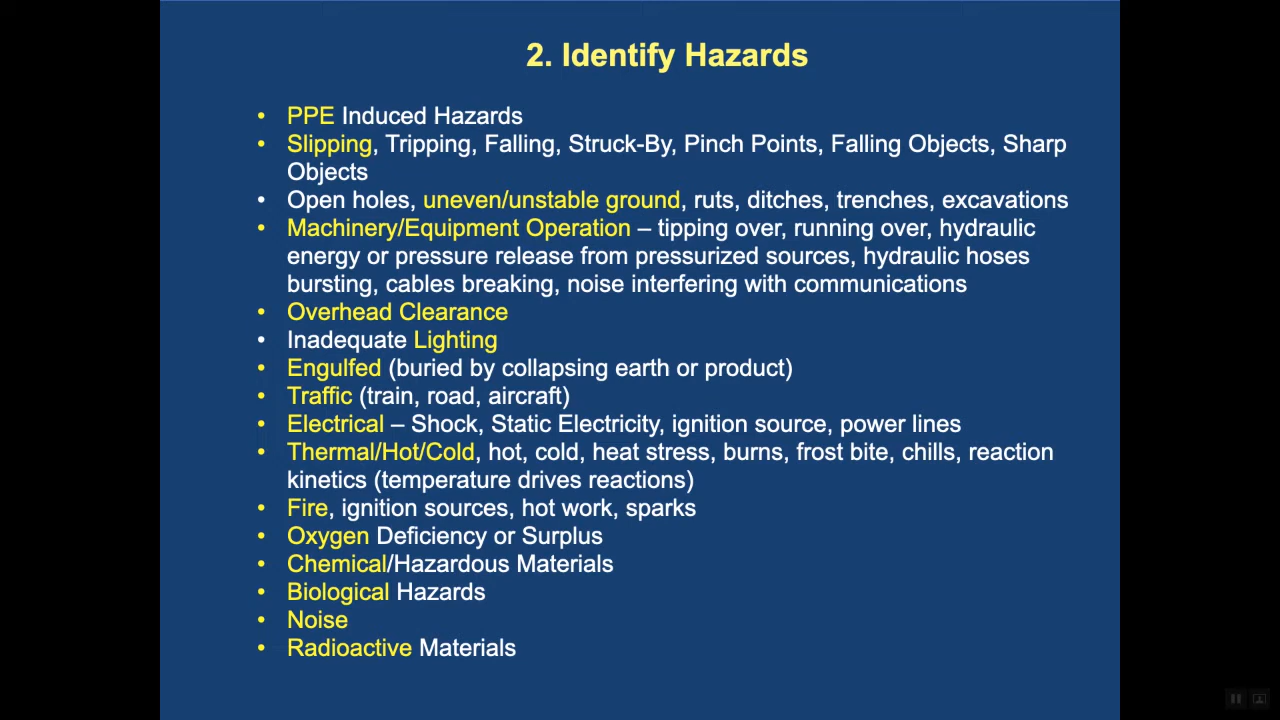 2. Identify Hazards
• PPE Induced Hazards
• Slipping, Tripping, Falling, Struck-By, Pinch Points, Falling Objects, Sharp
Objects
• Open holes, uneven/unstable ground, ruts, ditches, trenches, excavations
• Machinery/Equipment Operation – tipping over, running over, hydraulic
energy or pressure release from pressurized sources, hydraulic hoses
bursting, cables breaking, noise interfering with communications
• Overhead Clearance
• Inadequate Lighting
• Engulfed (buried by collapsing earth or product)
• Traffic (train, road, aircraft)
• Electrical – Shock, Static Electricity, ignition source, power lines
• Thermal/Hot/Cold, hot, cold, heat stress, burns, frost bite, chills, reaction
kinetics (temperature drives reactions)
• Fire, ignition sources, hot work, sparks
• Oxygen Deficiency or Surplus
• Chemical/Hazardous Materials
• Biological Hazards
• Noise
• Radioactive Materials